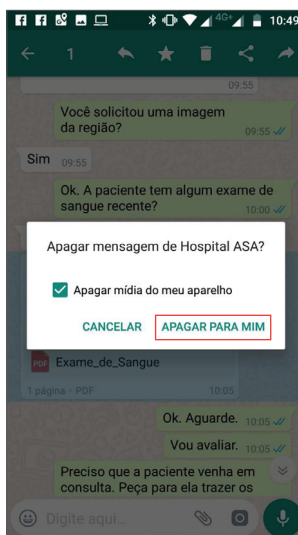 4G+ 10:49
1
09:55
Você solicitou uma imagem
da região?
09:55
Sim 09:55
Ok. A paciente tem algum exame de
sangue recente?
10:00
Apagar mensagem de Hospital ASA?
Apagar mídia do meu aparelho
CANCELAR APAGAR PARA MIM
PDF Exame_de_Sangue
1 página • PDF 10:05
Ok. Aguarde. 10:05
Vou avaliar. 10:05
Preciso que a paciente venha em
consulta. Peça para ela trazer os
Digite aqui...